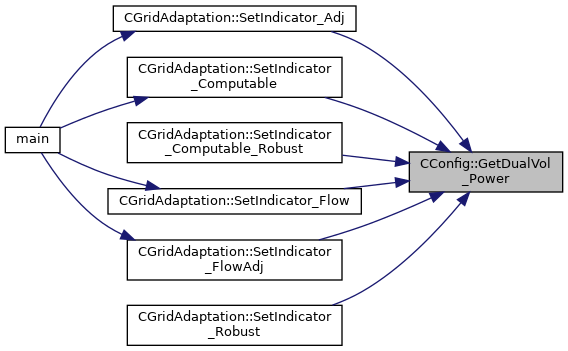 CGridAdaptation::SetIndicator_Adj
CGridAdaptation::SetIndicator
_Computable
main
CGridAdaptation::SetIndicator
_Computable_Robust
CConfig::GetDualVol
_Power
CGridAdaptation::SetIndicator_Flow
CGridAdaptation::SetIndicator
_FlowAdj
CGridAdaptation::SetIndicator
_Robust